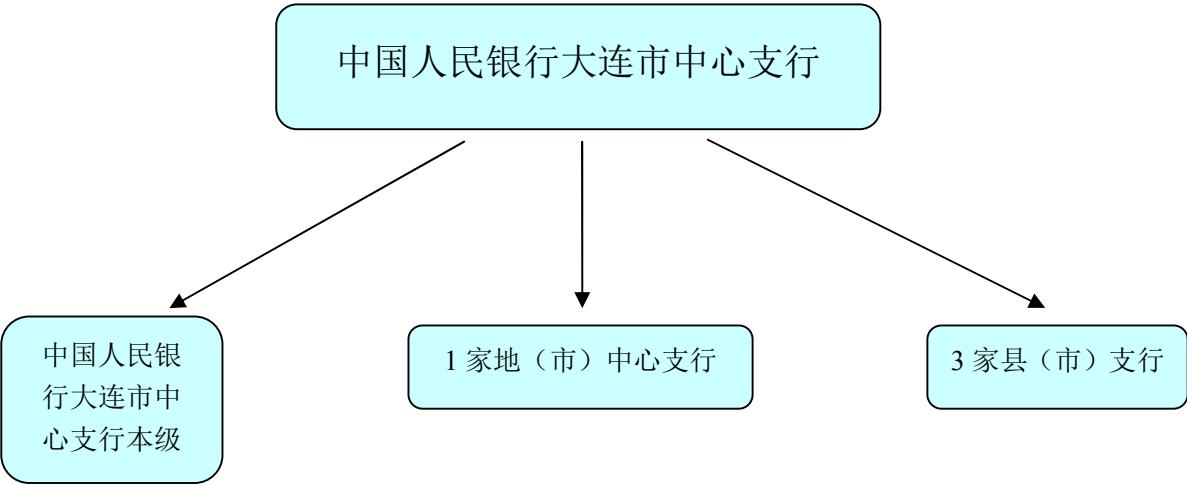 中国人民银行大连市中心支行
中国人民银
行大连市中
心支行本级
1 家地（市）中心支行
3 家县（市）支行